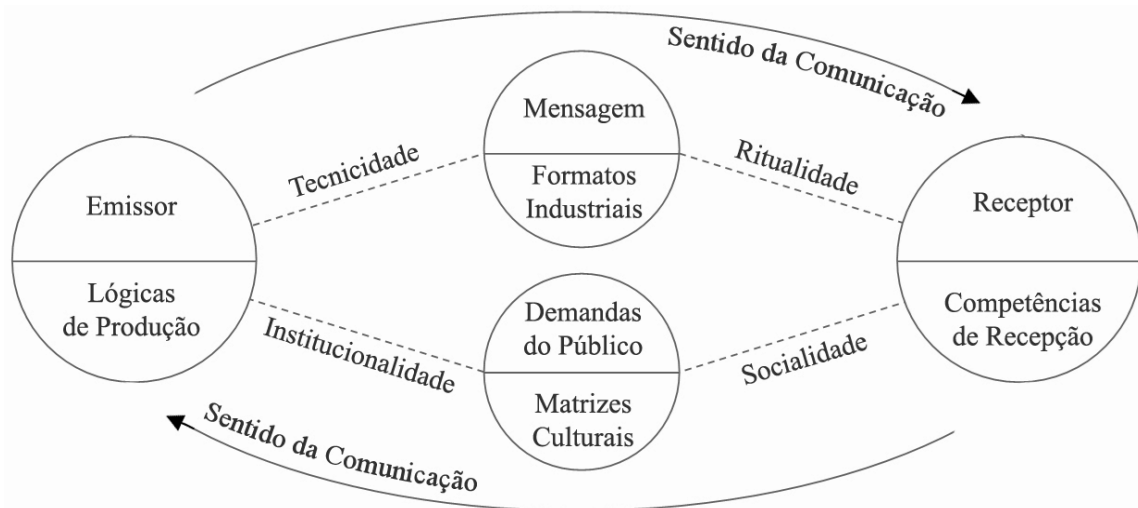 Sentido da Comunicação
Mensagem
Tecnicidade
Ritualidade
Formatos
Industriais
Emissor
Receptor
Lógicas
de Produção
Demandas
do Público
Competências
de Recepção
Institucionalidade
Socialidade
Matrizes
Culturais
Sentido da Comunicação